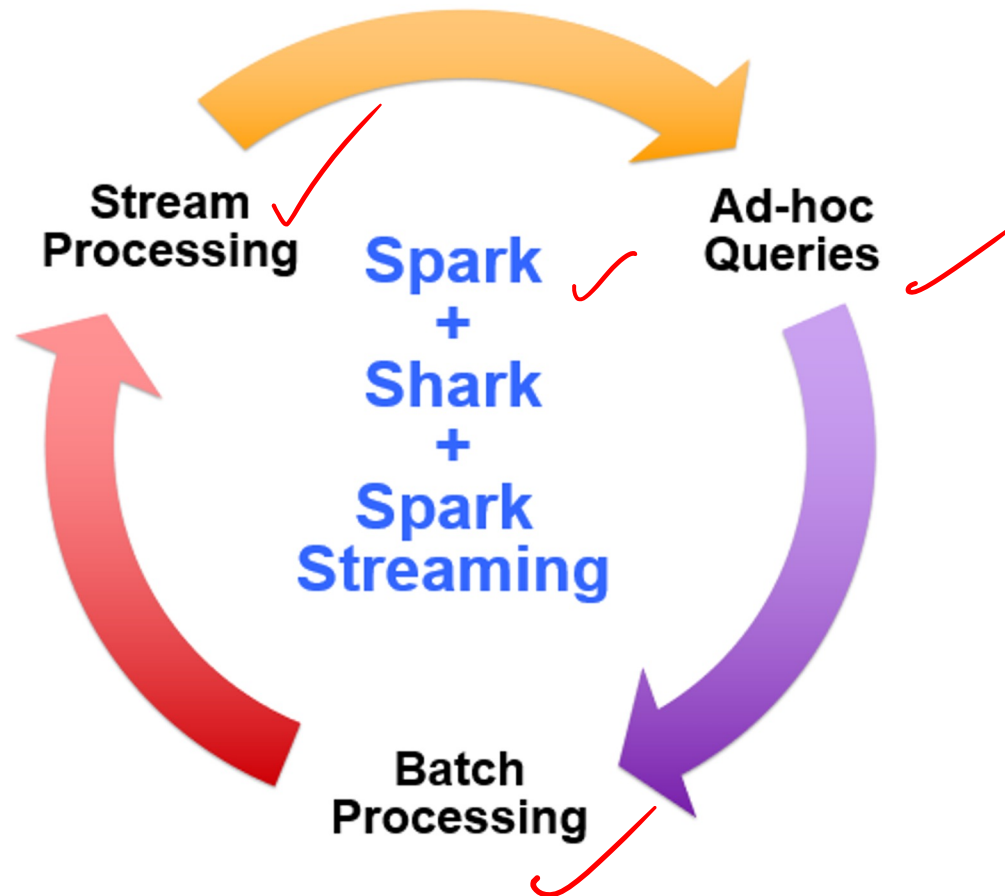 Stream
Processing
Ad-hoc
Queries
Spark
+
Shark
+
Spark
Streaming
Batch
Processing